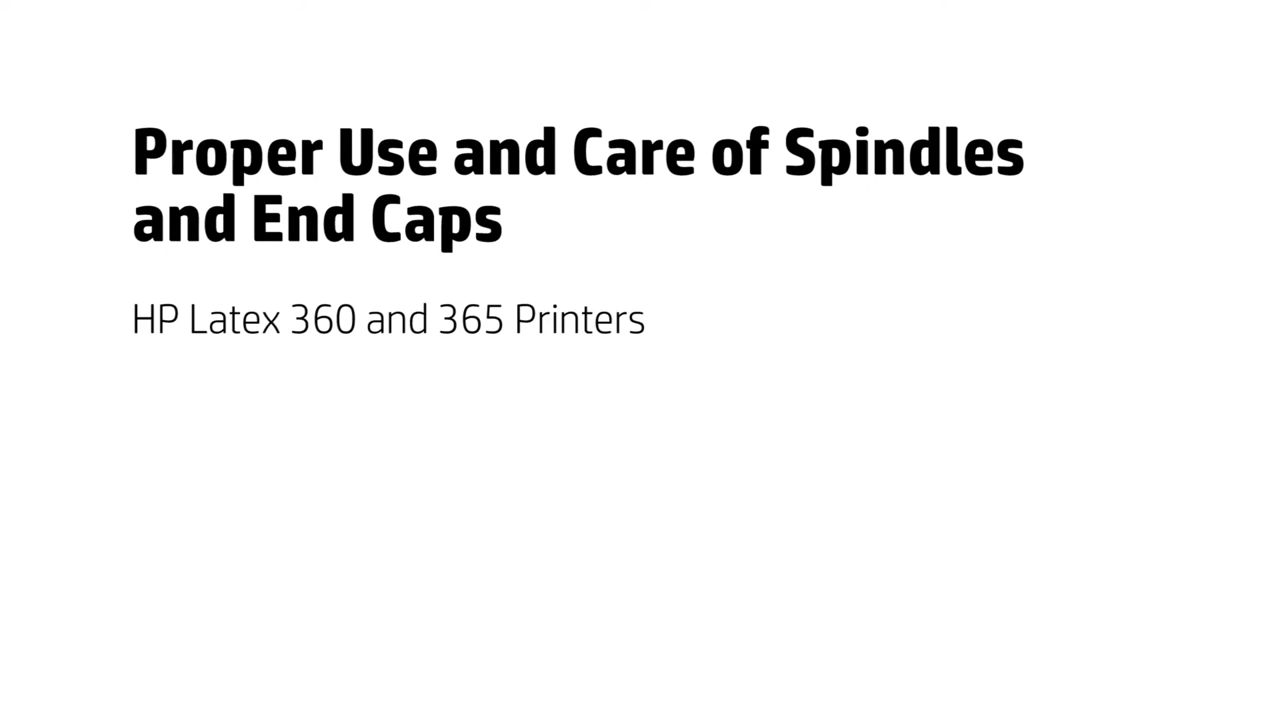 Proper Use and Care of Spindles
and End Caps
HP Latex 360 and 365 Printers